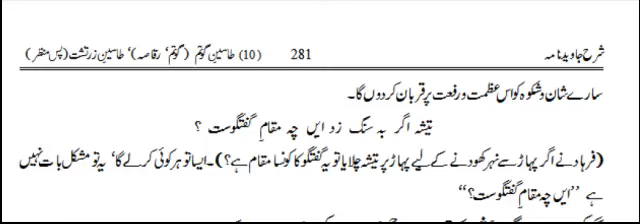 شرح جاوید نامہ 281 (10) طاسین گوتم (گوتم‘ رقاصہ)‘ طاسین زرتشت (پس منظر)
سارے شان و شکوہ کو اس عظمت و رفعت پر قربان کر دوں گا۔
تیشہ اگر بہ سنگ زد ایں چہ مقام گفتگوست ؟
(فرہاد نے اگر پہاڑ سے نہر کھودنے کے لیے پہاڑ پر تیشہ چلایا تو یہ گفتگو کا کونسا مقام ہے؟)۔ ایسا تو ہر کوئی کر لے گا‘ یہ تو مشکل بات نہیں
ہے ’’ایں چہ مقام گفتگوست؟‘‘